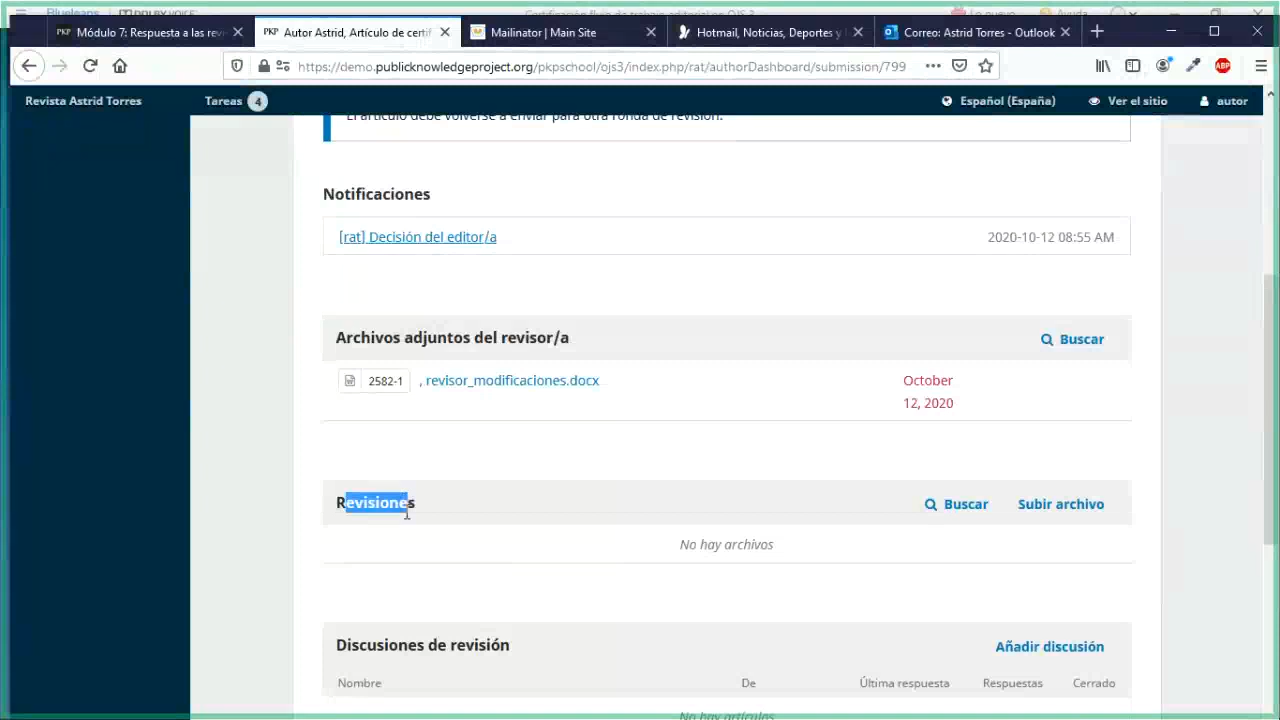 Módulo 7: Respuesta a las revi
Autor Astrid, Artículo de certif
Mailinator | Main Site
Hotmail, Noticias, Deportes y
Correo: Astrid Torres - Outlook
https://demo.publicknowledgeproject.org/pkpschool/ojs3/index.php/rat/authorDashboard/submission/799
Revista Astrid Torres
Tareas 4
Español (España)
Ver el sitio
autor
El artículo debe volverse a enviar para otra ronda de revisión.
Notificaciones
[rat] Decisión del editor/a
2020-10-12 08:55 AM
Archivos adjuntos del revisor/a
Buscar
2582-1 , revisor_modificaciones.docx
October
12, 2020
Revisiones
Buscar
Subir archivo
No hay archivos
Discusiones de revisión
Añadir discusión
Nombre
De
Última respuesta
Respuestas
Cerrado
No hay artículos